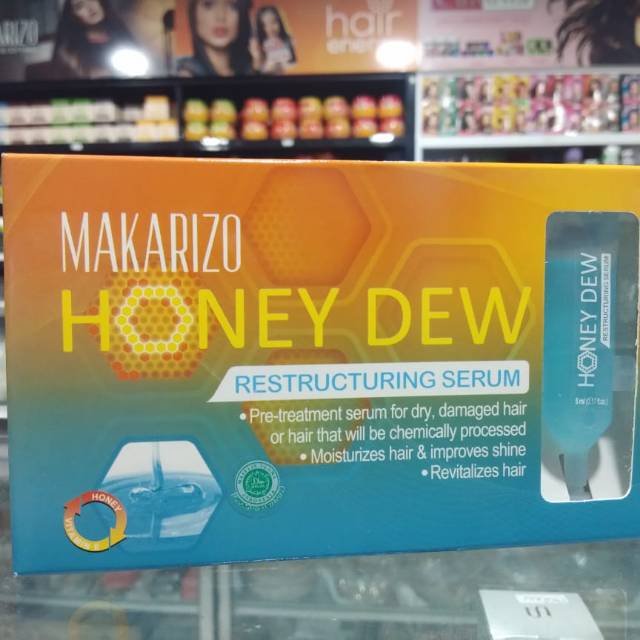 hair
energy
MAKARIZO
HONEY DEW
RESTRUCTURING SERUM
• Pre-treatment serum for dry, damaged hair
or hair that will be chemically processed
• Moisturizes hair & improves shine
• Revitalizes hair
HONEY
HONEY DEW
RESTRUCTURING SERUM